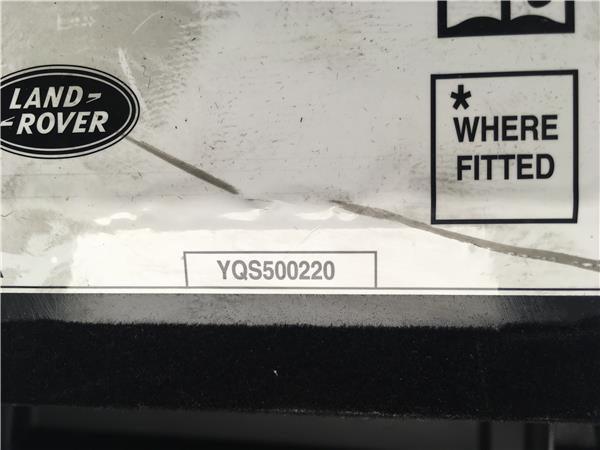 LAND-
-ROVER
*
WHERE
FITTED
YQS500220